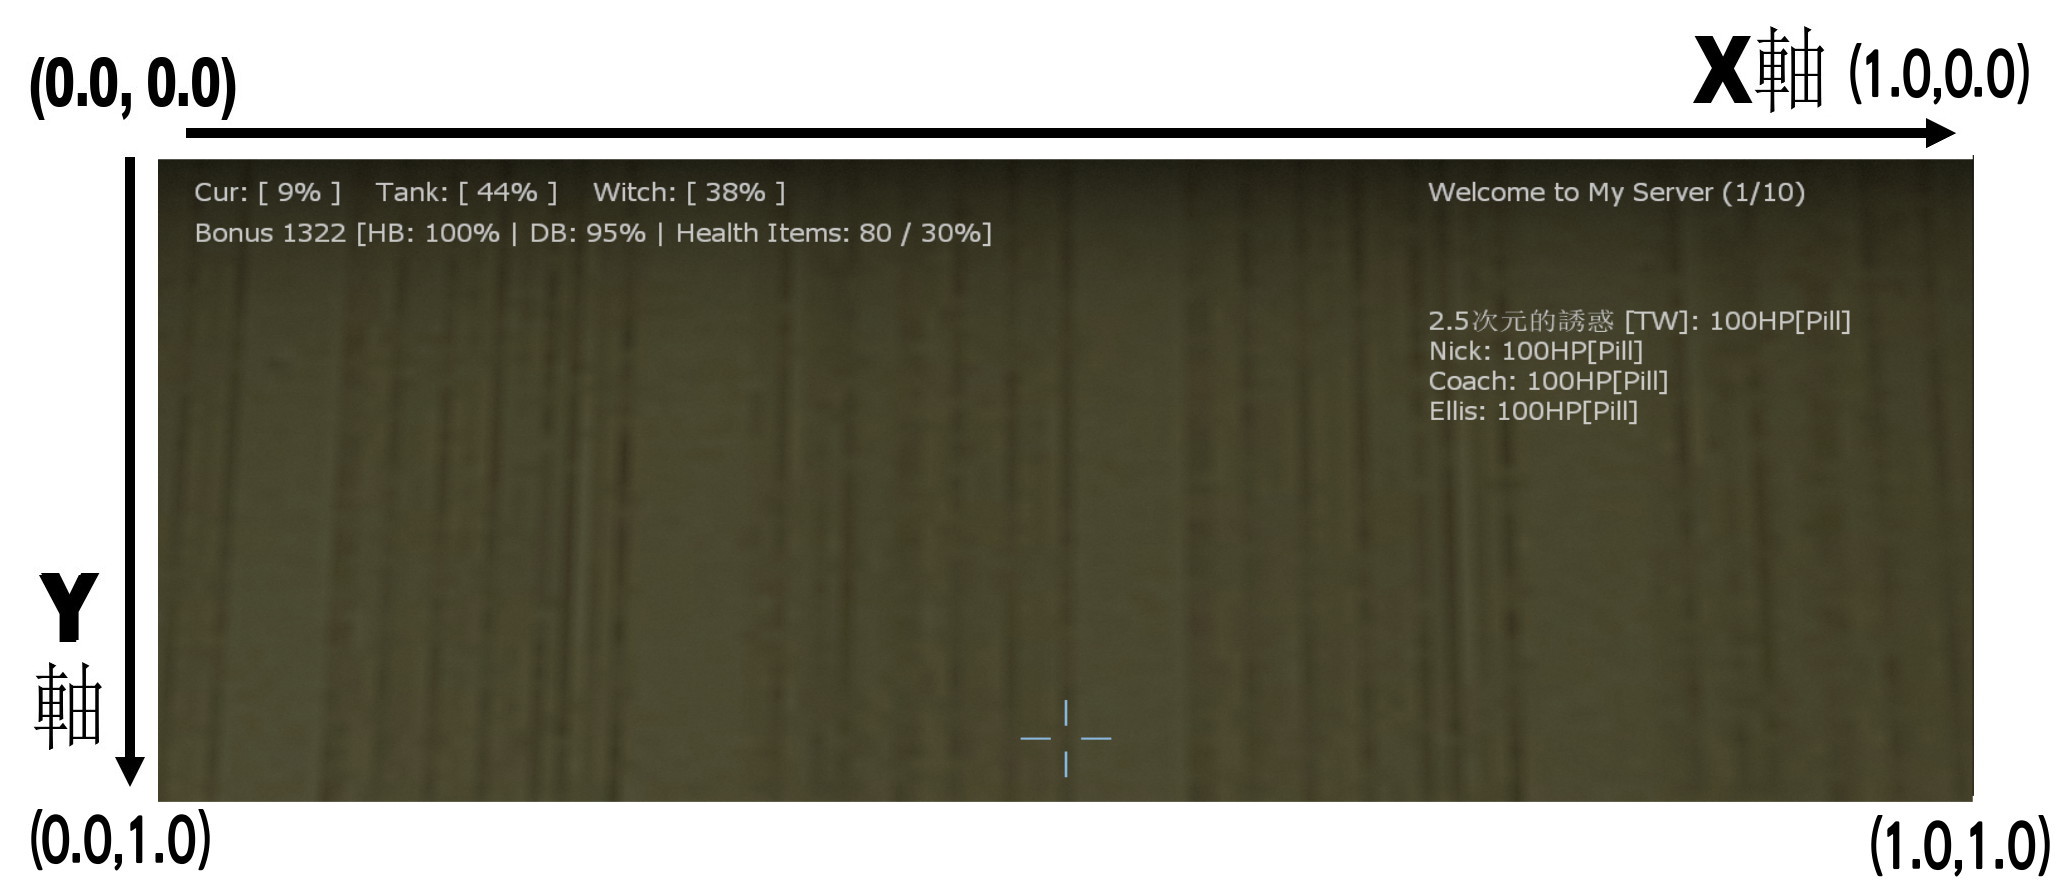 (0.0, 0.0)
X軸 (1.0,0.0)
Cur: [ 9% ] Tank: [ 44% ] Witch: [ 38% ]
Bonus 1322 [HB: 100% | DB: 95% | Health Items: 80 / 30%]
Welcome to My Server (1/10)
2.5次元的誘惑 [TW]: 100HP[Pill]
Nick: 100HP[Pill]
Coach: 100HP[Pill]
Ellis: 100HP[Pill]
Y
軸
(0.0,1.0)
(1.0,1.0)